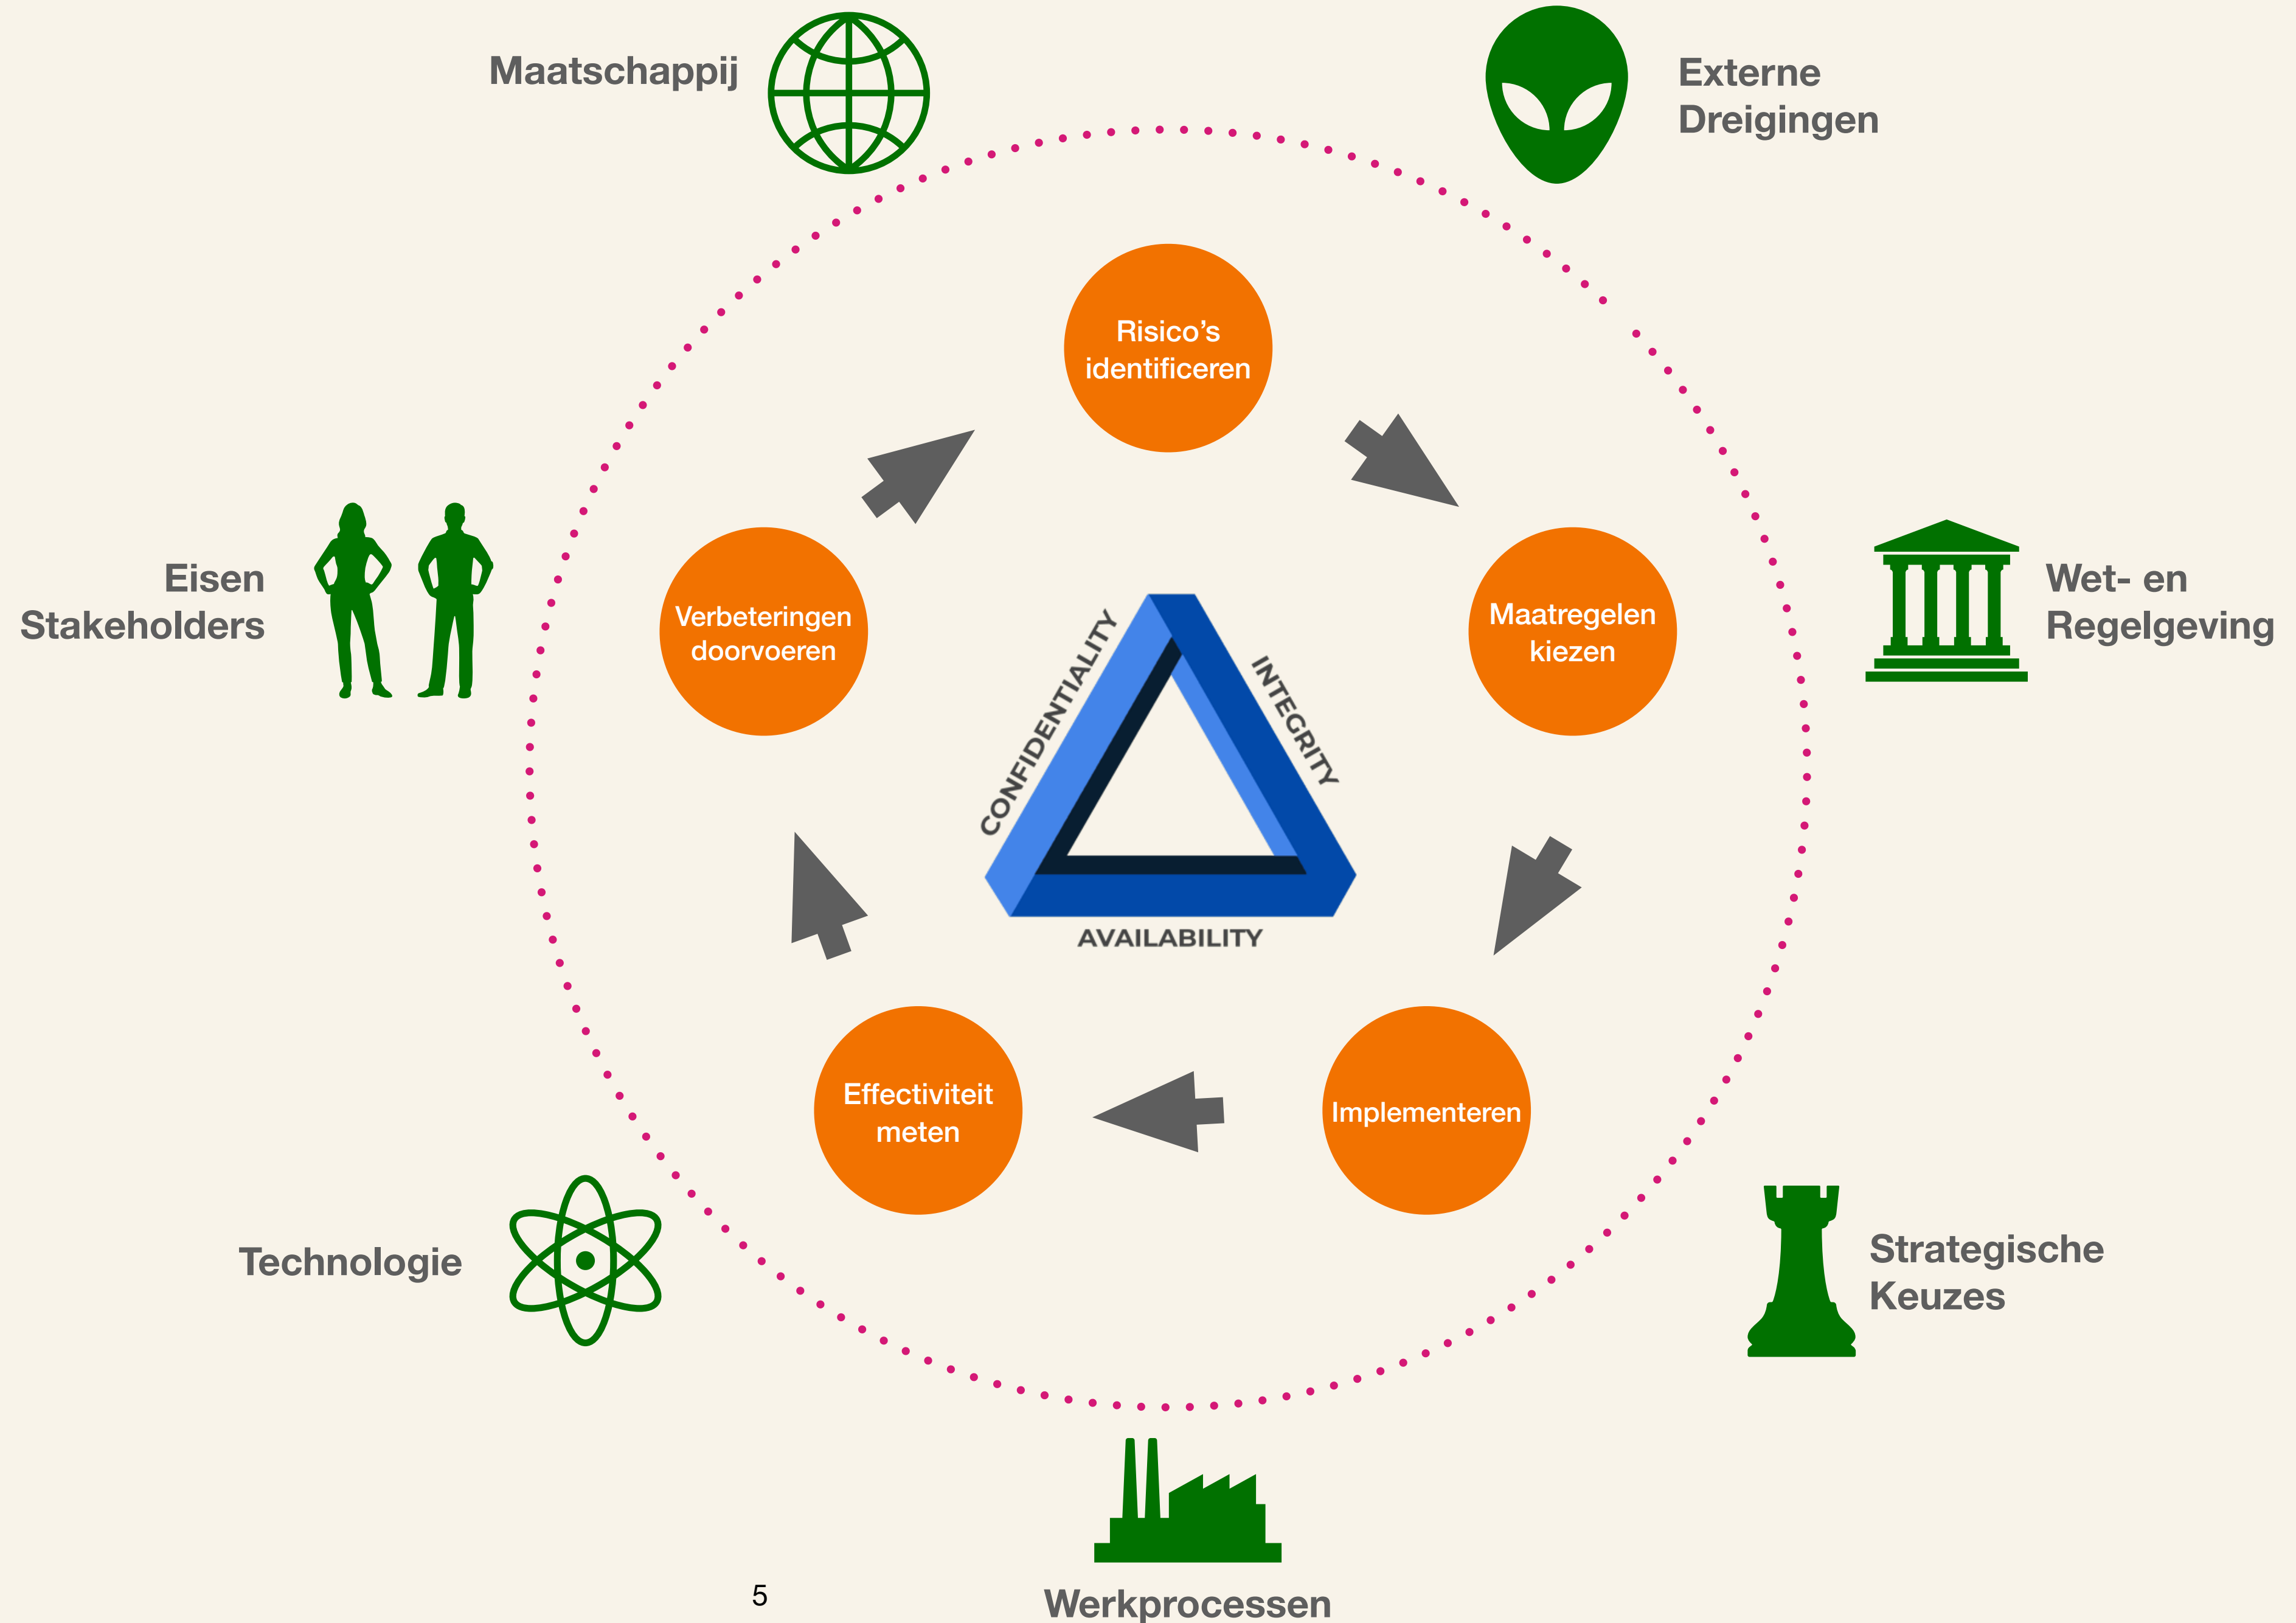 Maatschappij
Externe
Dreigingen
Risico’s
identificeren
Eisen
Stakeholders
Verbeteringen
doorvoeren
CONFIDENTIALITY
INTEGRITY
AVAILABILITY
Maatregelen
kiezen
Wet- en
Regelgeving
Effectiviteit
meten
Implementeren
Technologie
Strategische
Keuzes
5
Werkprocessen